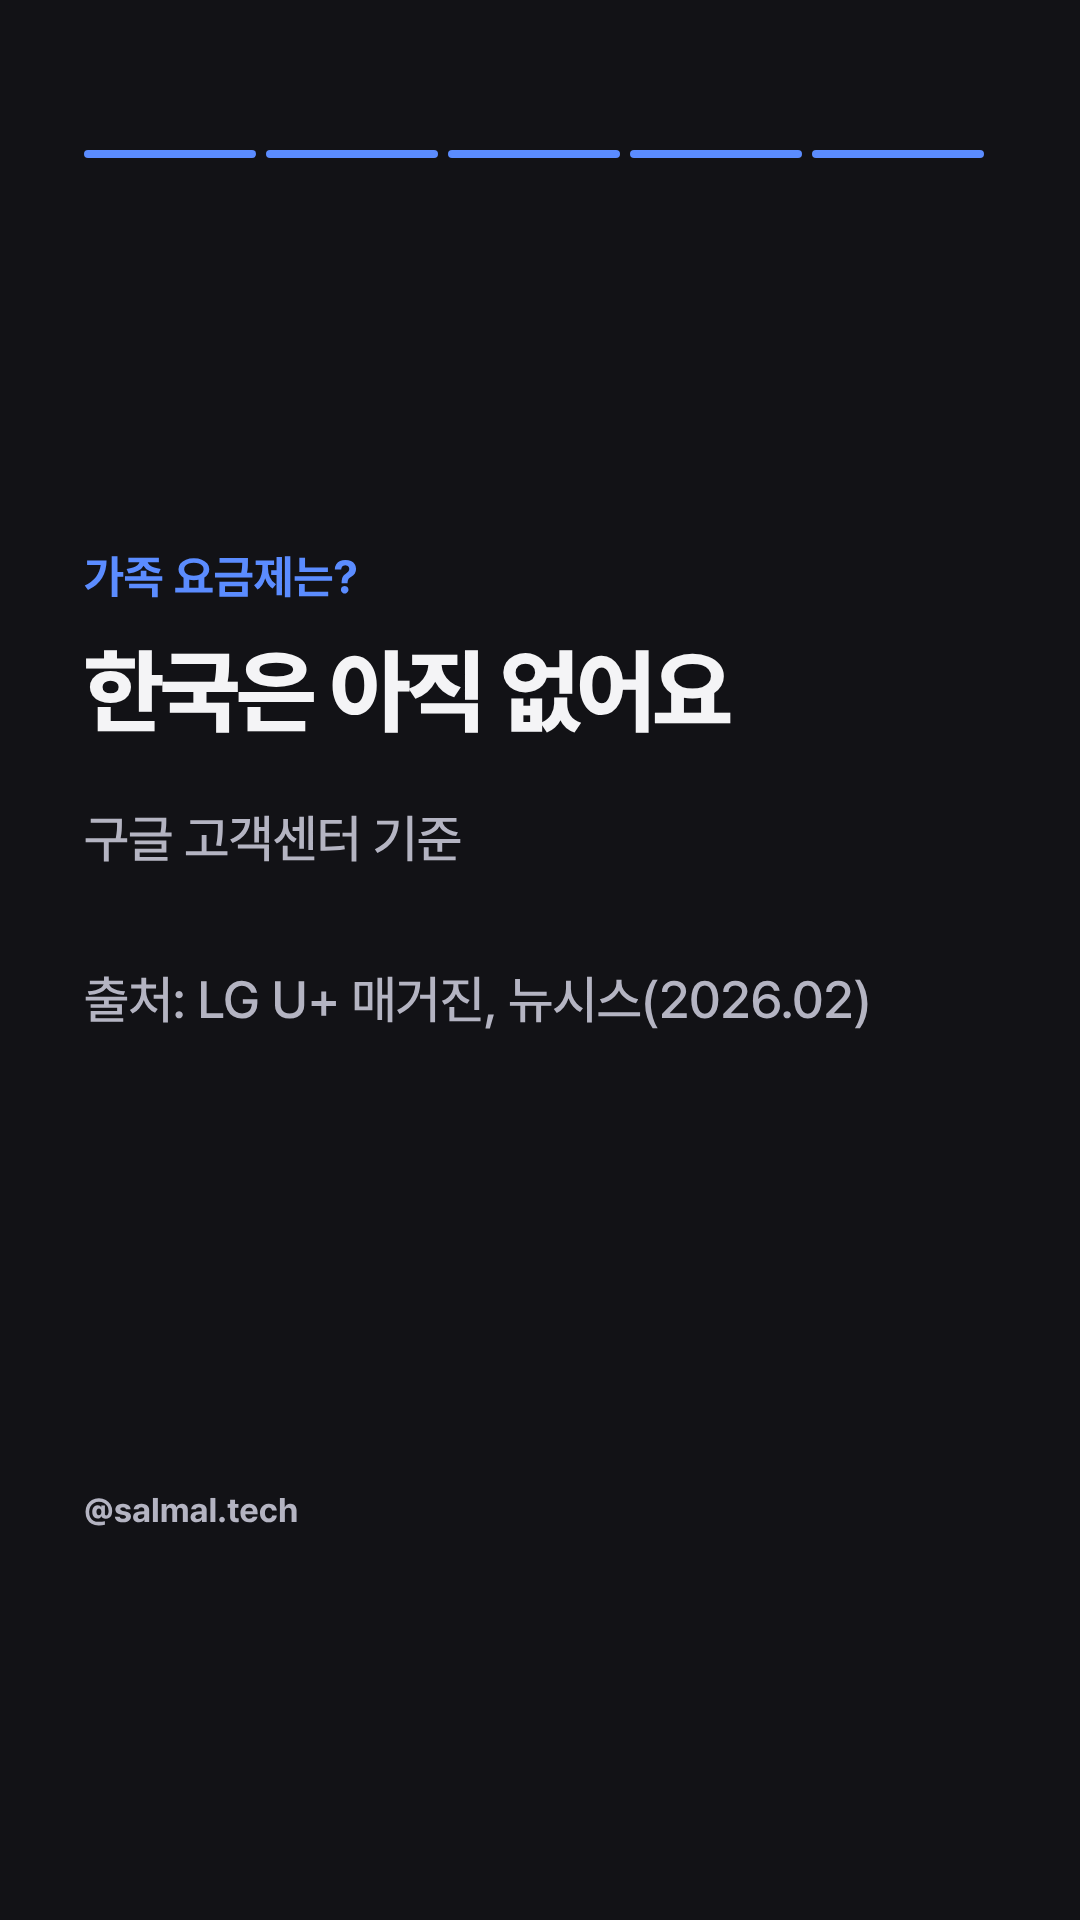 가족 요금제는?
한국은 아직 없어요
구글 고객센터 기준
출처: LG U+ 매거진, 뉴시스(2026.02)
@salmal.tech